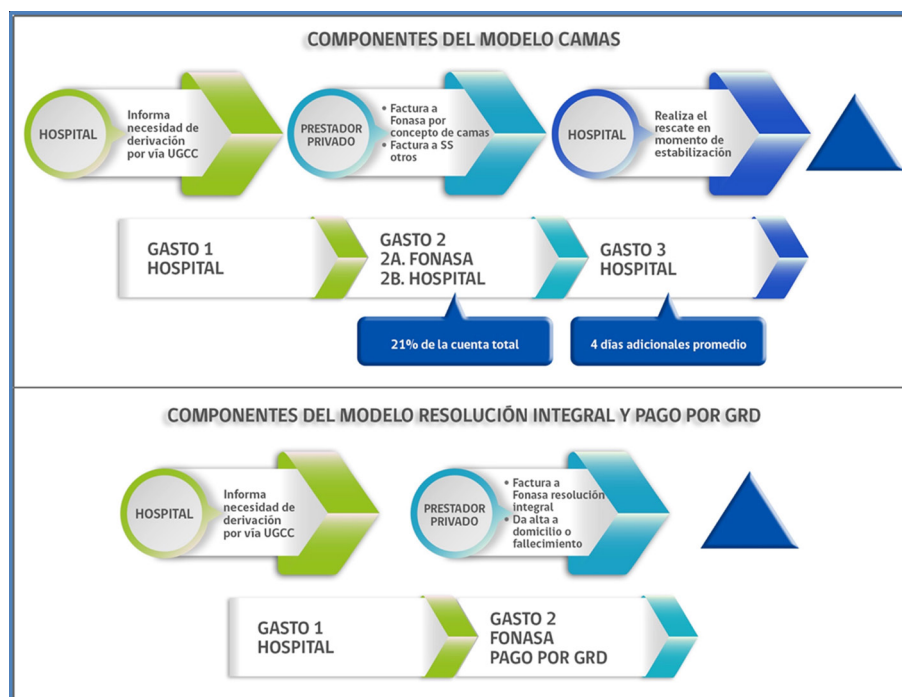 COMPONENTES DEL MODELO CAMAS
HOSPITAL
Informa
necesidad de
derivación
por vía UGCC
PRESTADOR
PRIVADO
• Factura a
Fonasa por
concepto de camas
• Factura a SS
otros
HOSPITAL
Realiza el
rescate en
momento de
estabilización
GASTO 1
HOSPITAL
GASTO 2
2A. FONASA
2B. HOSPITAL
GASTO 3
HOSPITAL
21% de la cuenta total
4 días adicionales promedio
COMPONENTES DEL MODELO RESOLUCIÓN INTEGRAL Y PAGO POR GRD
HOSPITAL
Informa
necesidad de
derivación
por vía UGCC
PRESTADOR
PRIVADO
• Factura a
Fonasa resolución
integral
• Da alta a
domicilio o
fallecimiento
GASTO 1
HOSPITAL
GASTO 2
FONASA
PAGO POR GRD